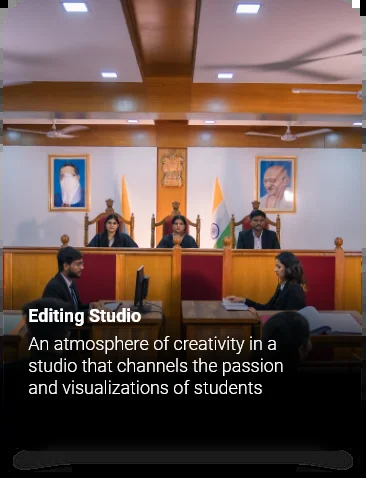 Editing Studio
An atmosphere of creativity in a
studio that channels the passion
and visualizations of students